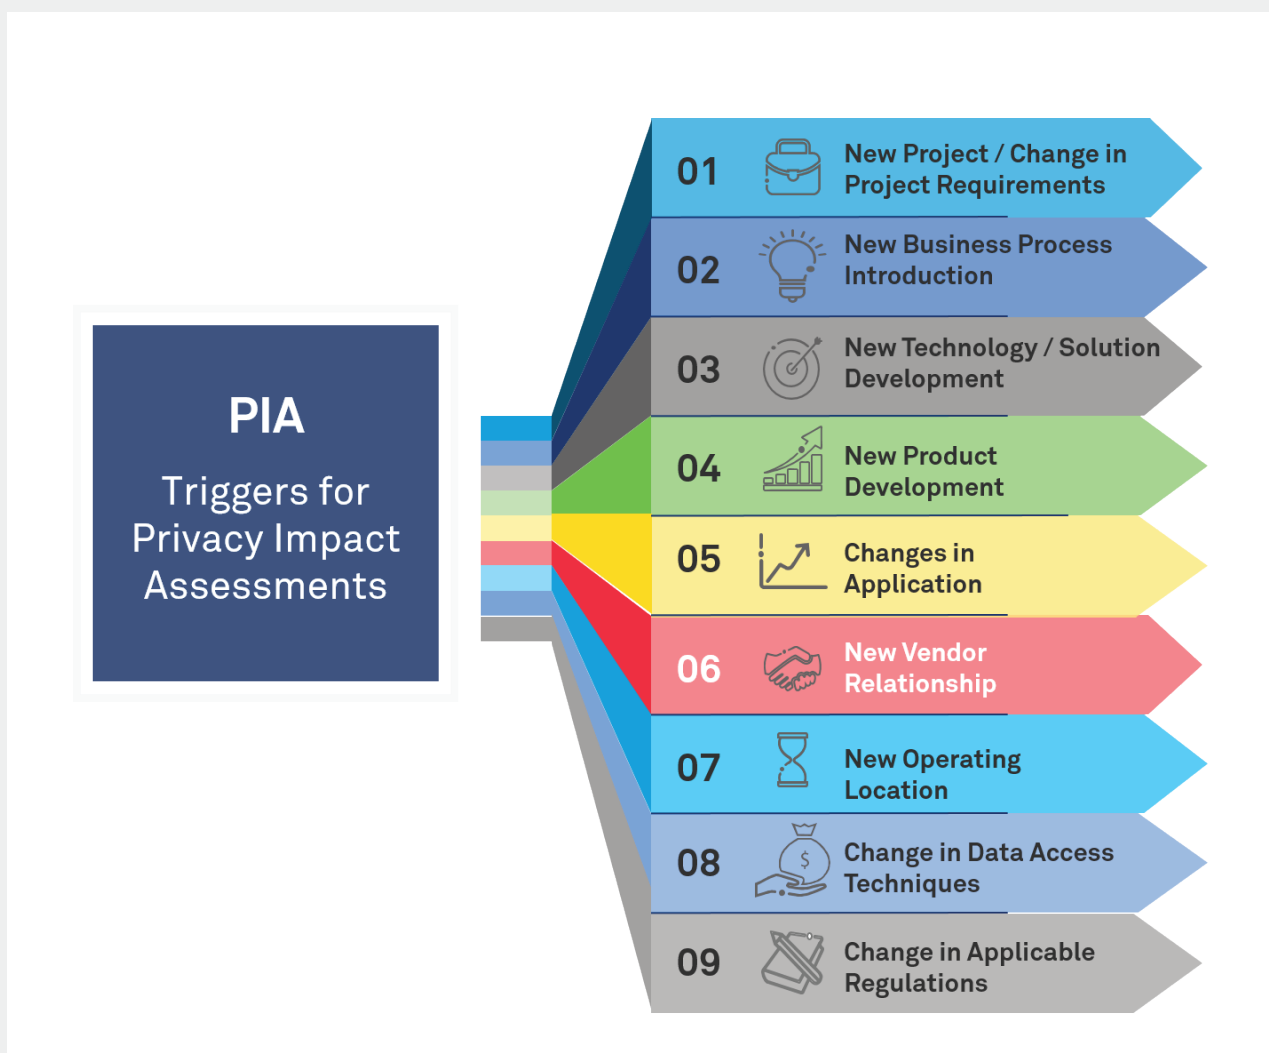 PIA
Triggers for
Privacy Impact
Assessments
01
New Project / Change in
Project Requirements
02
New Business Process
Introduction
03
New Technology / Solution
Development
04
New Product
Development
05
Changes in
Application
06
New Vendor
Relationship
07
New Operating
Location
08
$
Change in Data Access
Techniques
09
Change in Applicable
Regulations